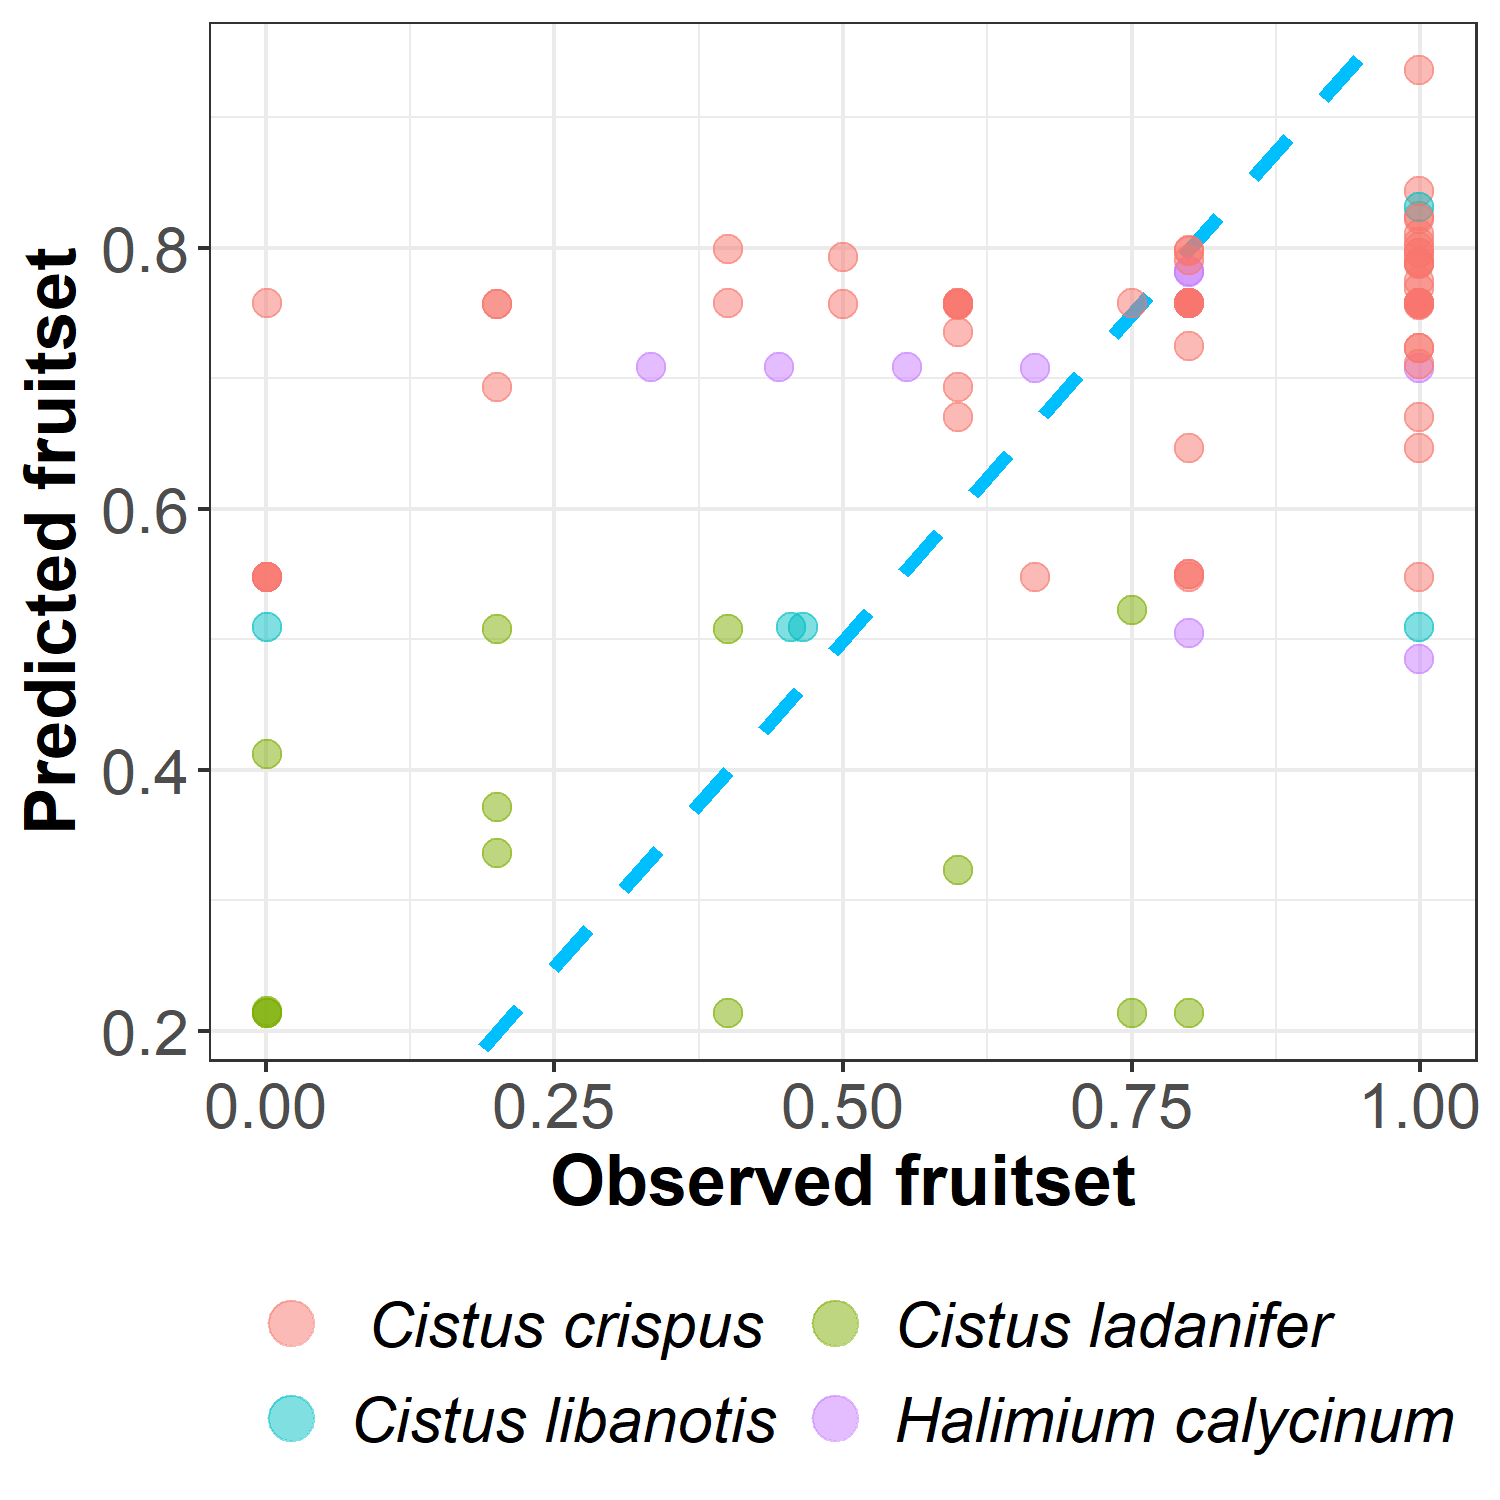 Predicted fruitset
0.8
0.6
0.4
0.2
0.00 0.25 0.50 0.75 1.00
Observed fruitset
Cistus crispus Cistus ladanifer
Cistus libanotis Halimium calycinum